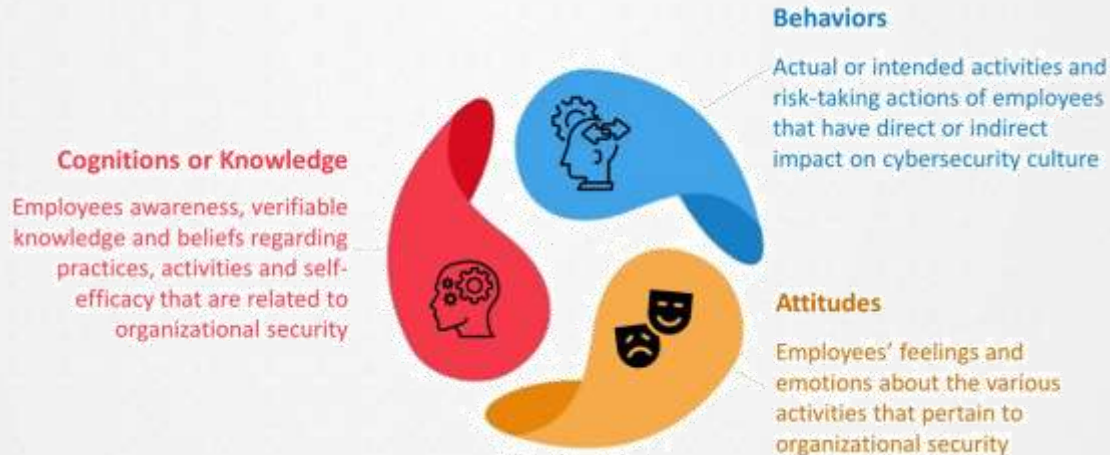 Behaviors
Actual or intended activities and
risk-taking actions of employees
that have direct or indirect
impact on cybersecurity culture
Cognitions or Knowledge
Employees awareness, verifiable
knowledge and beliefs regarding
practices, activities and self-
efficacy that are related to
organizational security
Attitudes
Employees' feelings and
emotions about the various
activities that pertain to
organizational security